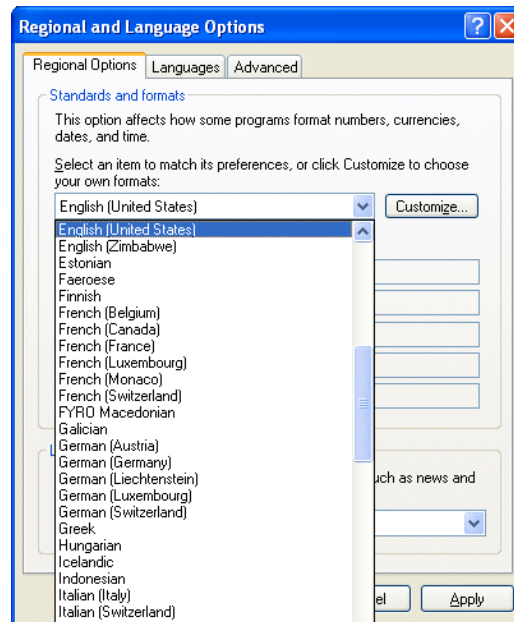 Regional and Language Options
Regional Options Languages Advanced
Standards and formats
This option affects how some programs format numbers, currencies,
dates, and time.
Select an item to match its preferences, or click Customize to choose
your own formats:
English (United States) Customize...
English (United States)
English (Zimbabwe)
Estonian
Faeroese
Finnish
French (Belgium)
French (Canada)
French (France)
French (Luxembourg)
French (Monaco)
French (Switzerland)
FYRO Macedonian
Galician
German (Austria)
German (Germany)
German (Liechtenstein)
German (Luxembourg)
German (Switzerland)
Greek
Hungarian
Icelandic
Indonesian
Italian (Italy)
Italian (Switzerland)
as news and
Apply